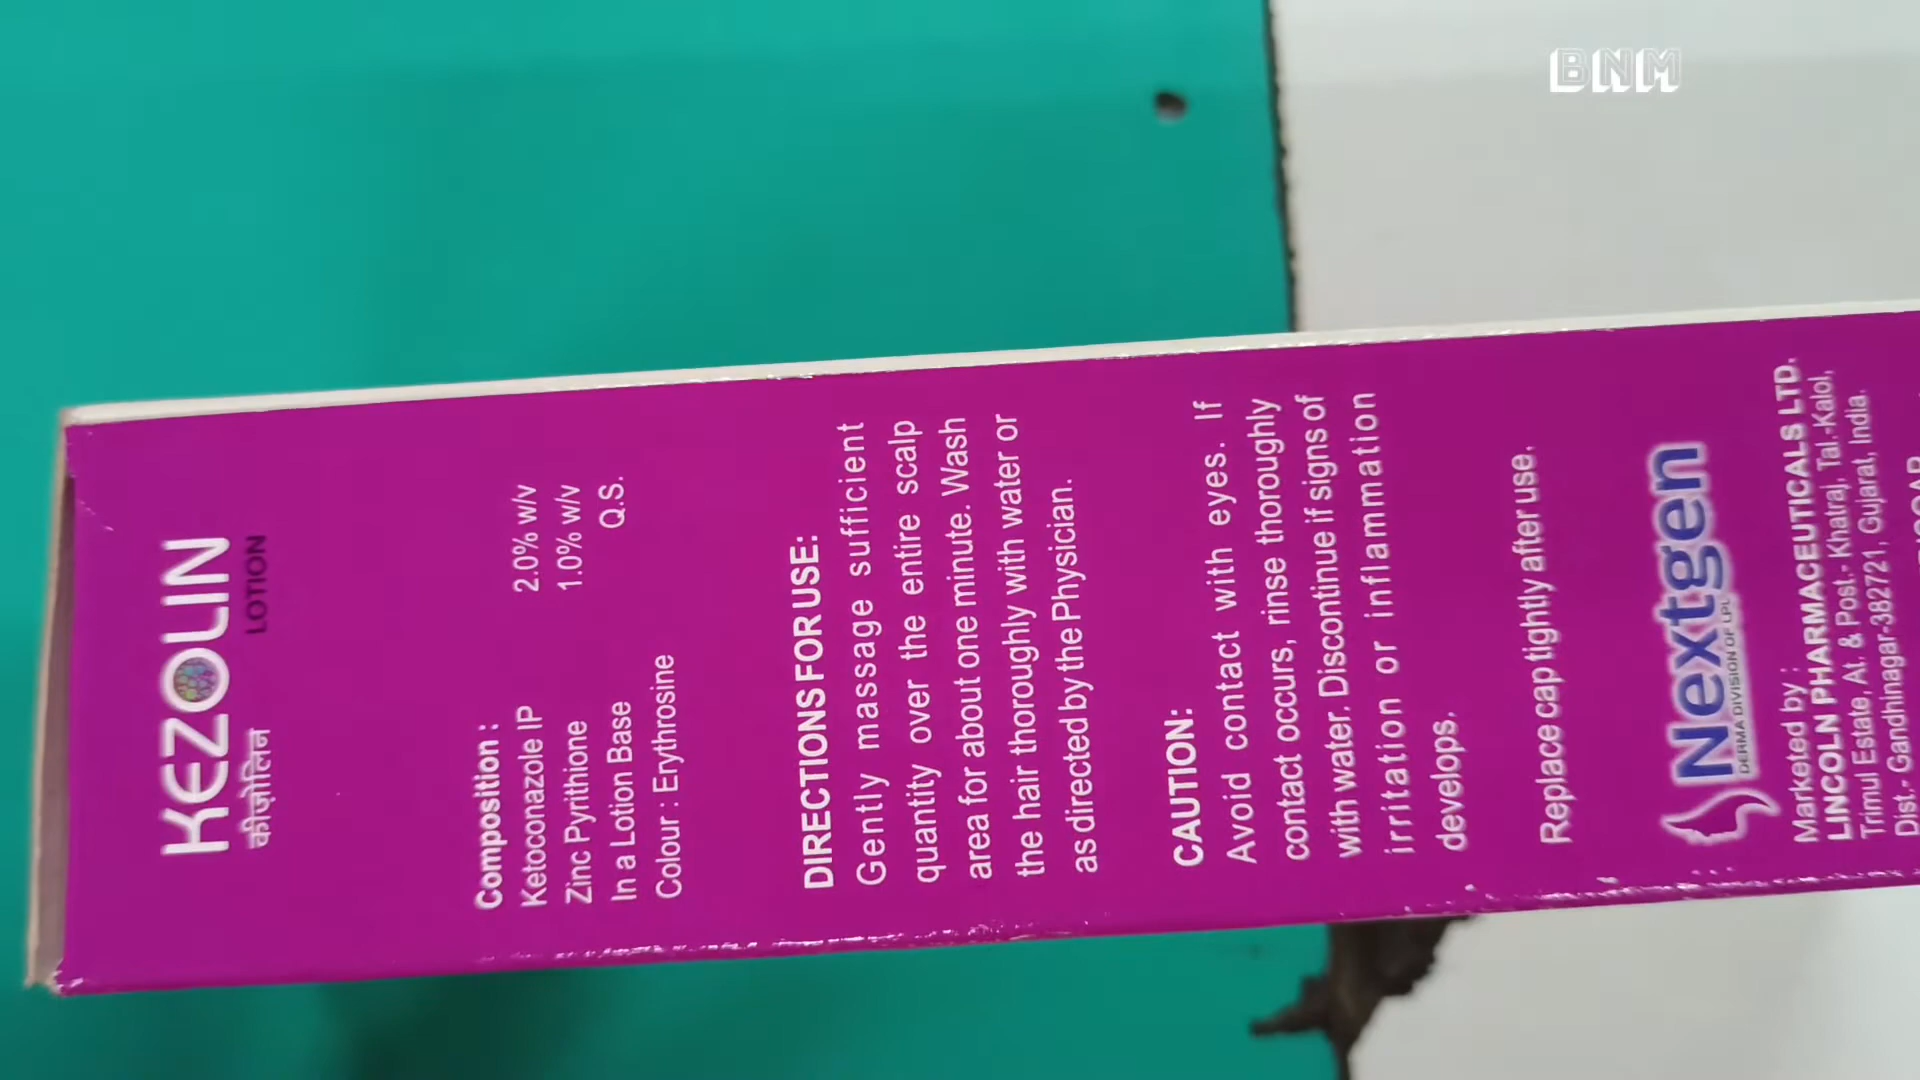 BNM
KEZOLIN
कीज़ोलिन LOTION
Composition :
Ketoconazole IP 2.0% w/v
Zinc Pyrithione 1.0% w/v
In a Lotion Base Q.S.
Colour : Erythrosine
DIRECTIONS FOR USE:
Gently massage sufficient
quantity over the entire scalp
area for about one minute. Wash
the hair thoroughly with water or
as directed by the Physician.
CAUTION:
Avoid contact with eyes. If
contact occurs, rinse thoroughly
with water. Discontinue if signs of
irritation or inflammation
develops.
Replace cap tightly after use.
Nextgen
DERMA DIVISION OF LPL
Marketed by :
LINCOLN PHARMACEUTICALS LTD.
Trimul Estate, At. & Post.- Khatraj, Tal.-Kalol,
Dist.- Gandhinagar-382721, Gujarat, India.